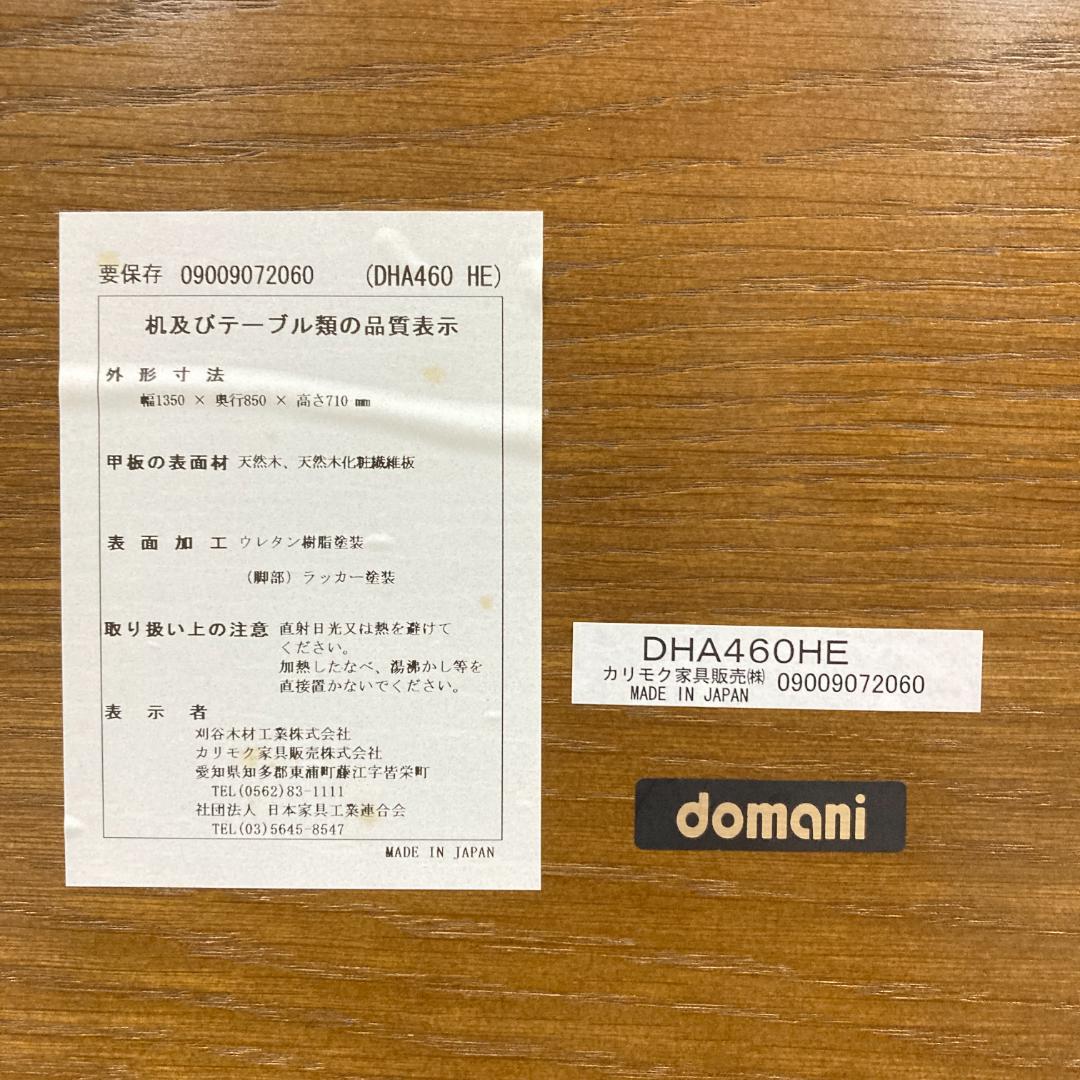 要保存 09009072060 (DHA460 HE)
机及びテーブル類の品質表示
外形寸法
幅1350 × 奥行850 × 高さ710 mm
甲板の表面材 天然木、天然木化粧繊維板
表面加工 ウレタン樹脂塗装
(脚部) ラッカー塗装
取り扱い上の注意 直射日光又は熱を避けて
ください。
加熱したなべ、湯沸かし等を
直接置かないでください。
表示者
刈谷木材工業株式会社
カリモク家具販売株式会社
愛知県知多郡東浦町藤江字皆栄町
TEL(0562)83-1111
社団法人 日本家具工業連合会
TEL(03)5645-8547
MADE IN JAPAN
DHA460HE
カリモク家具販売㈱ 09009072060
MADE IN JAPAN
domani